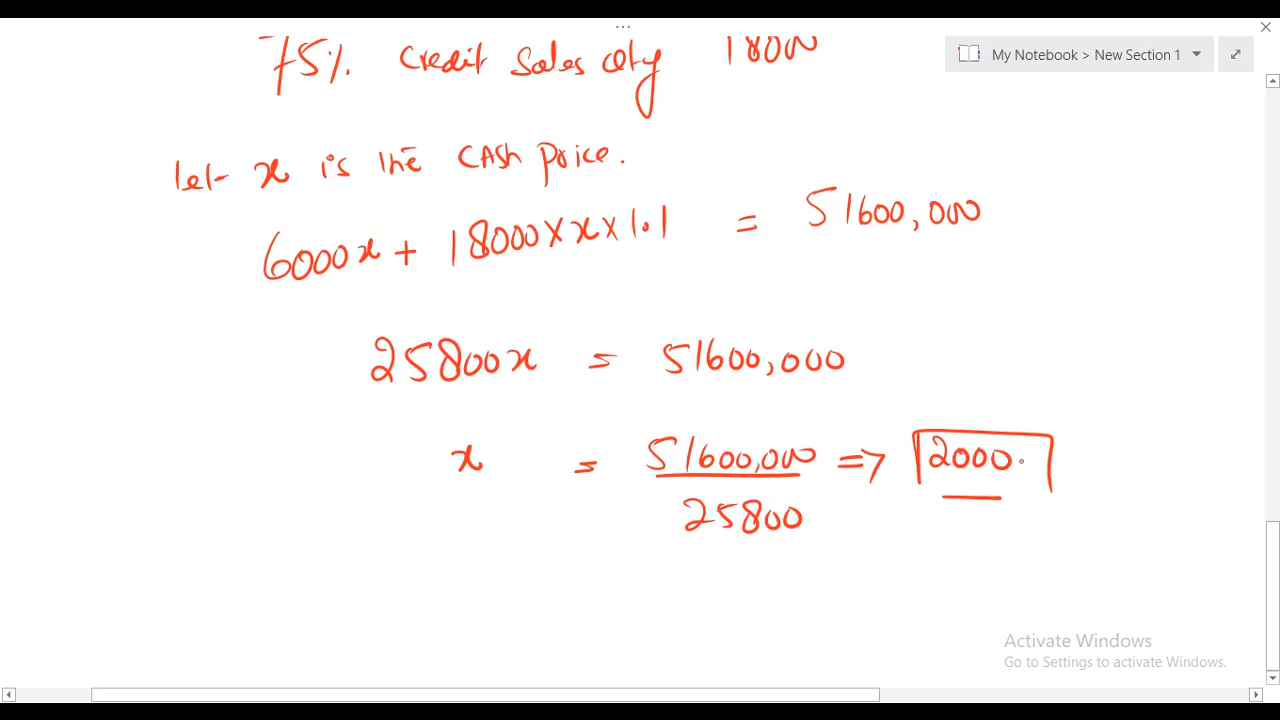 ...
75% Credit Sales Qty 18000
My Notebook > New Section 1
let x is the CASH price.
6000x + 18000 × x × 1.1 = 51600,000
25800x = 51600,000
x = 51600,000 / 25800 => 2000.
Activate Windows
Go to Settings to activate Windows.